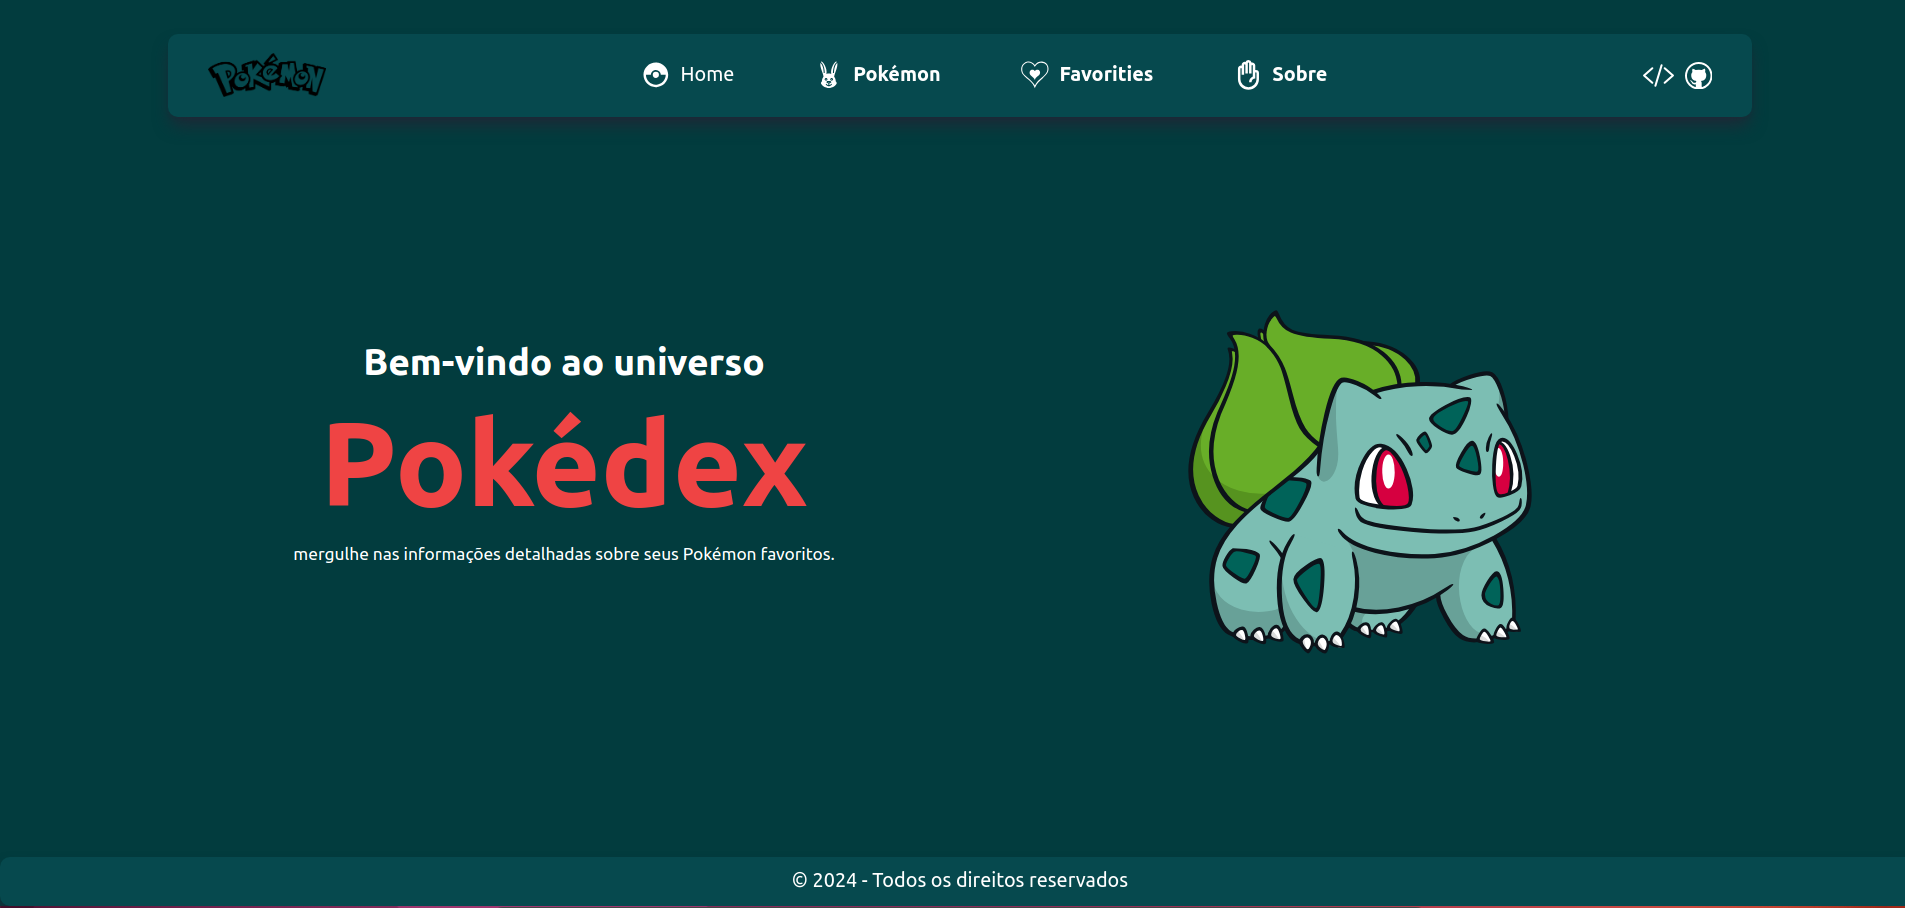 POKéMON
Home
Pokémon
Favorities
Sobre
Bem-vindo ao universo
Pokédex
mergulhe nas informações detalhadas sobre seus Pokémon favoritos.
© 2024 - Todos os direitos reservados